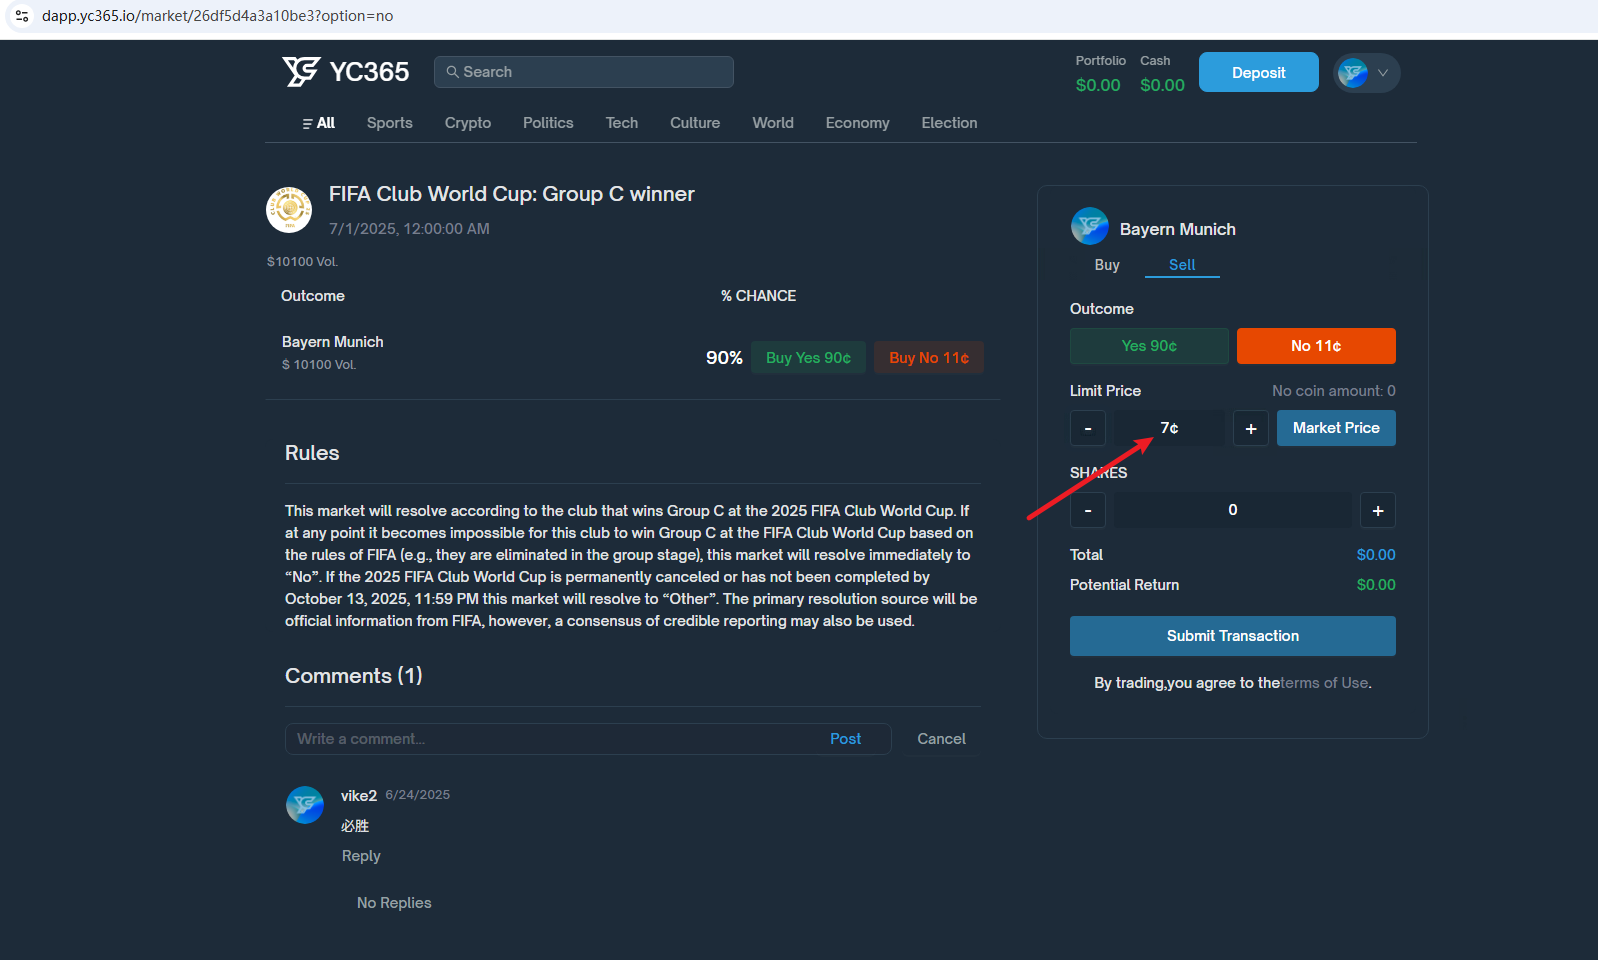 dapp.yc365.io/market/26df5d4a3a10be3?option=no
YC365
Search
Portfolio
$0.00
Cash
$0.00
Deposit
All Sports Crypto Politics Tech Culture World Economy Election
FIFA Club World Cup: Group C winner
7/1/2025, 12:00:00 AM
$10100 Vol.
Outcome % CHANCE
Bayern Munich
$ 10100 Vol.
90% Buy Yes 90¢ Buy No 11¢
Rules
This market will resolve according to the club that wins Group C at the 2025 FIFA Club World Cup. If
at any point it becomes impossible for this club to win Group C at the FIFA Club World Cup based on
the rules of FIFA (e.g., they are eliminated in the group stage), this market will resolve immediately to
“No”. If the 2025 FIFA Club World Cup is permanently canceled or has not been completed by
October 13, 2025, 11:59 PM this market will resolve to “Other”. The primary resolution source will be
official information from FIFA, however, a consensus of credible reporting may also be used.
Comments (1)
Write a comment... Post Cancel
vike2 6/24/2025
必胜
Reply
No Replies
Bayern Munich
Buy Sell
Outcome
Yes 90¢ No 11¢
Limit Price No coin amount: 0
- 7¢ + Market Price
SHARES
- 0 +
Total $0.00
Potential Return $0.00
Submit Transaction
By trading,you agree to theterms of Use.